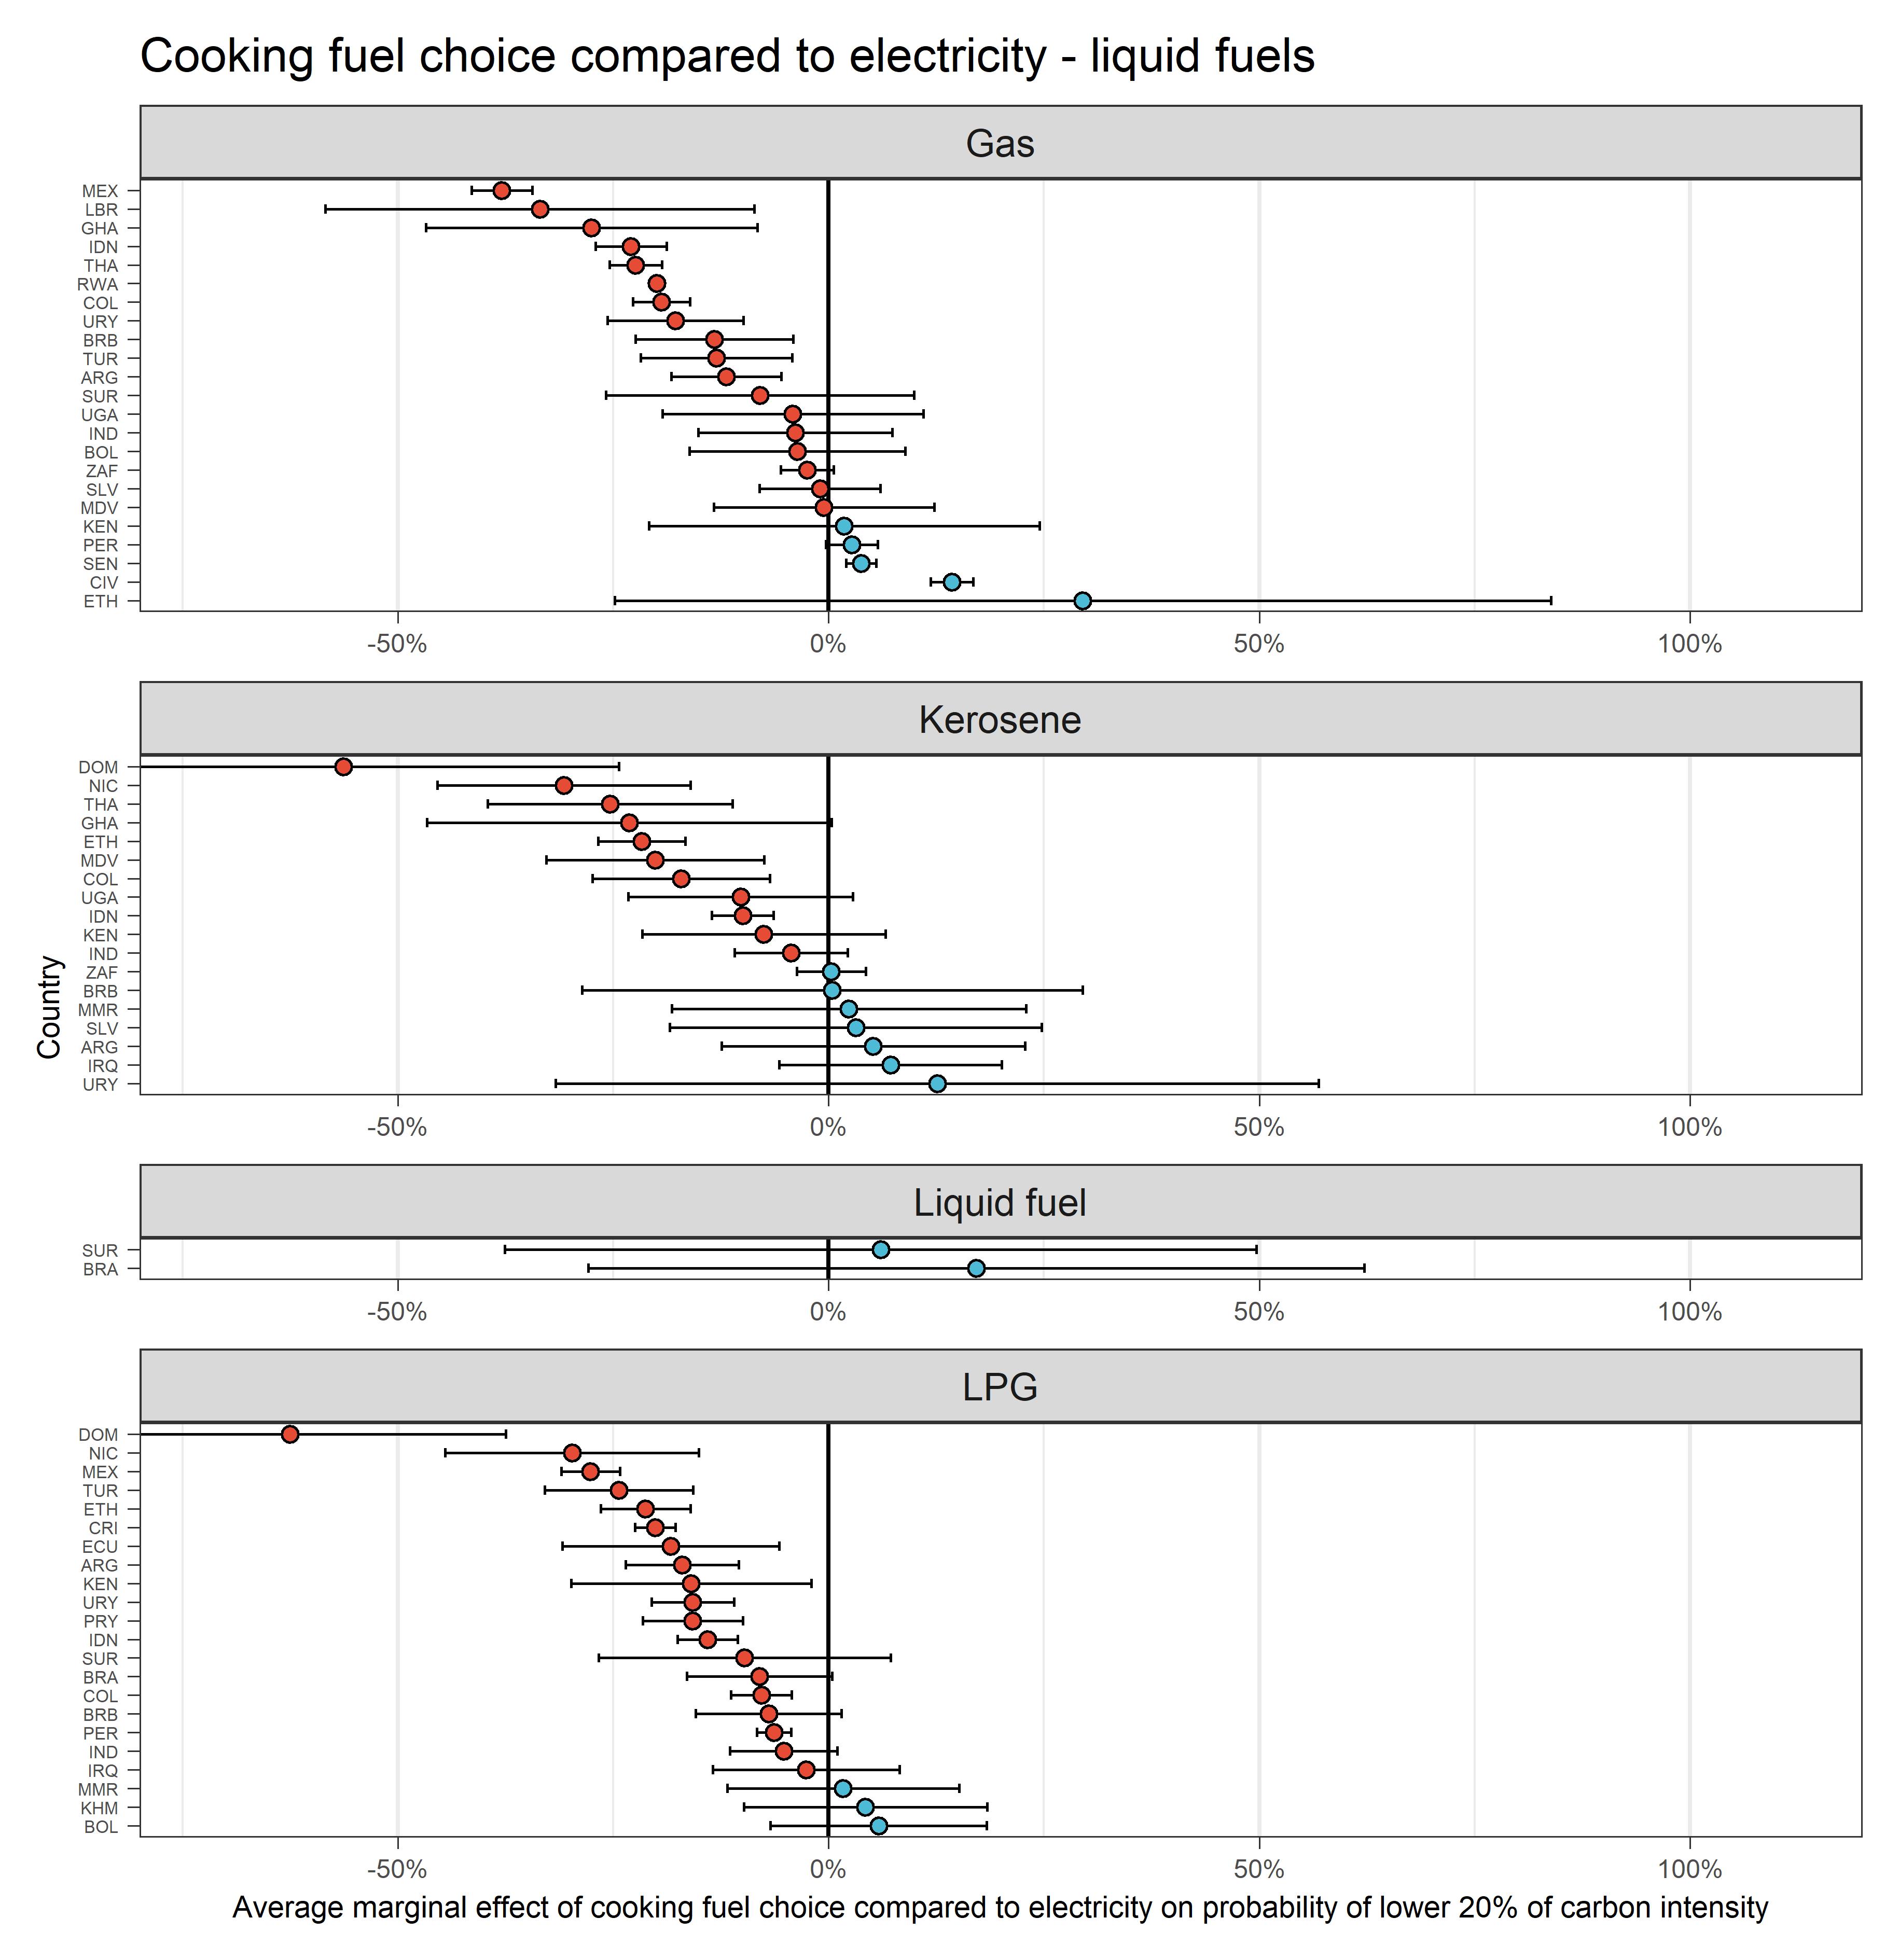 Cooking fuel choice compared to electricity - liquid fuels
Gas
MEX
LBR
GHA
IDN
THA
RWA
COL
URY
BRB
TUR
ARG
SUR
UGA
IND
BOL
ZAF
SLV
MDV
KEN
PER
SEN
CIV
ETH
-50% 0% 50% 100%
Kerosene
DOM
NIC
THA
GHA
ETH
MDV
COL
UGA
IDN
KEN
IND
ZAF
BRB
MMR
SLV
ARG
IRQ
URY
-50% 0% 50% 100%
Country
Liquid fuel
SUR
BRA
-50% 0% 50% 100%
LPG
DOM
NIC
MEX
TUR
ETH
CRI
ECU
ARG
KEN
URY
PRY
IDN
SUR
BRA
COL
BRB
PER
IND
IRQ
MMR
KHM
BOL
-50% 0% 50% 100%
Average marginal effect of cooking fuel choice compared to electricity on probability of lower 20% of carbon intensity